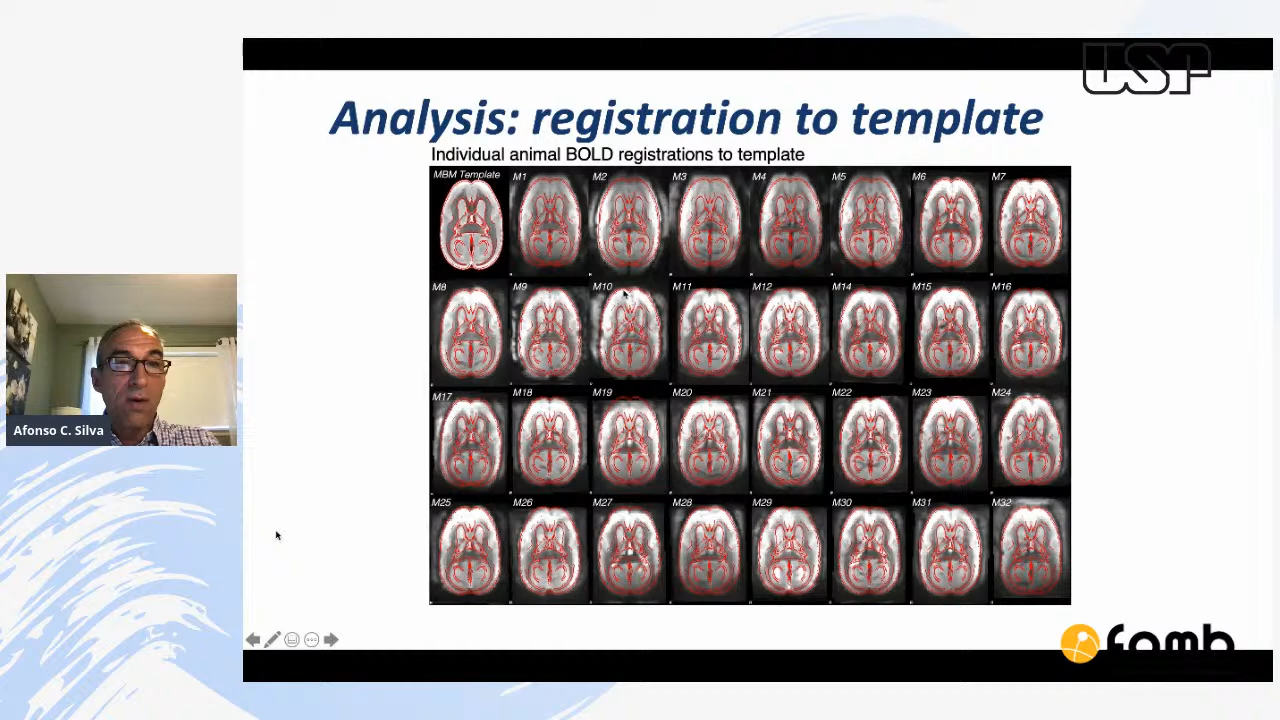 USP
Analysis: registration to template
Individual animal BOLD registrations to template
MBM Template M1 M2 M3 M4 M5 M6 M7
M8 M9 M10 M11 M12 M14 M15 M16
M17 M18 M19 M20 M21 M22 M23 M24
M25 M26 M27 M28 M29 M30 M31 M32
Afonso C. Silva
famb